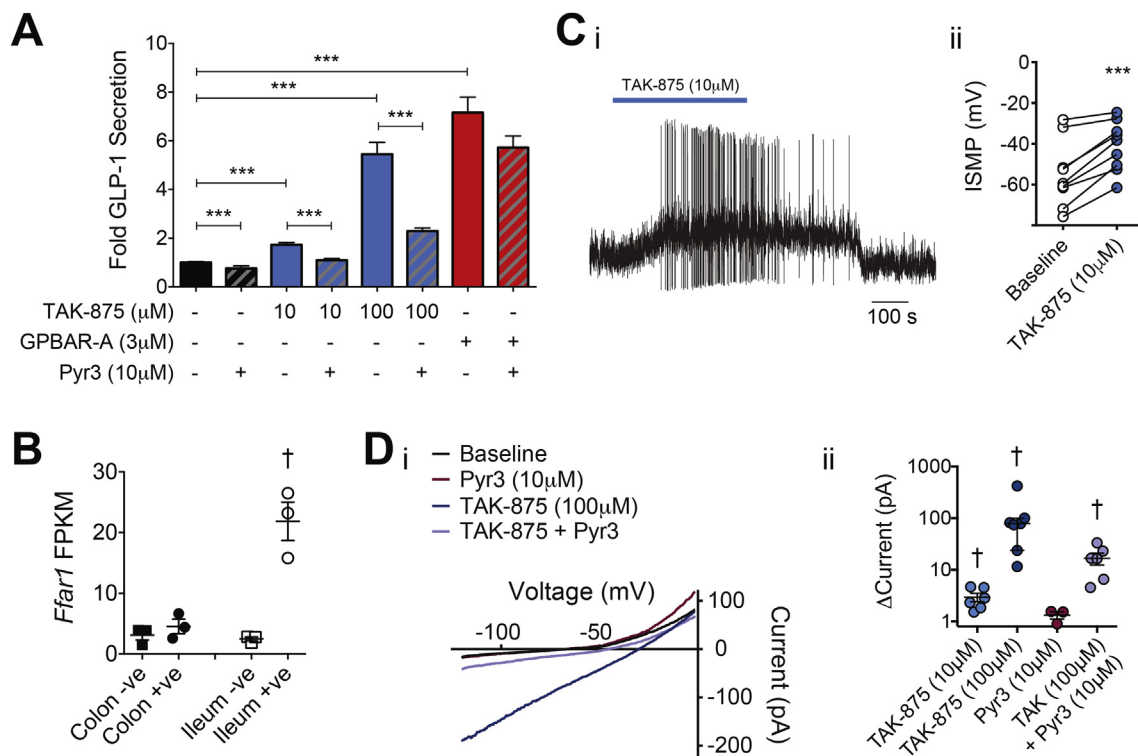 A
Fold GLP-1 Secretion
10
8
6
4
2
0
***
***
***
***
***
***
TAK-875 (μM) - - 10 10 100 100 - -
GPBAR-A (3μM) - - - - - - + +
Pyr3 (10μM) - + - + - + - +
C i
TAK-875 (10μM)
100 s
ii
ISMP (mV)
0
-20
-40
-60
***
Baseline
TAK-875 (10μM)
B
Ffar1 FPKM
30
20
10
0
†
Colon -ve
Colon +ve
Ileum -ve
Ileum +ve
D i
Baseline
Pyr3 (10μM)
TAK-875 (100μM)
TAK-875 + Pyr3
Voltage (mV)
-100
-50
Current (pA)
100
0
-100
-200
ii
ΔCurrent (pA)
1000
100
10
1
†
†
†
TAK-875 (10μM)
TAK-875 (100μM)
Pyr3 (10μM)
TAK (100μM)
+ Pyr3 (10μM)